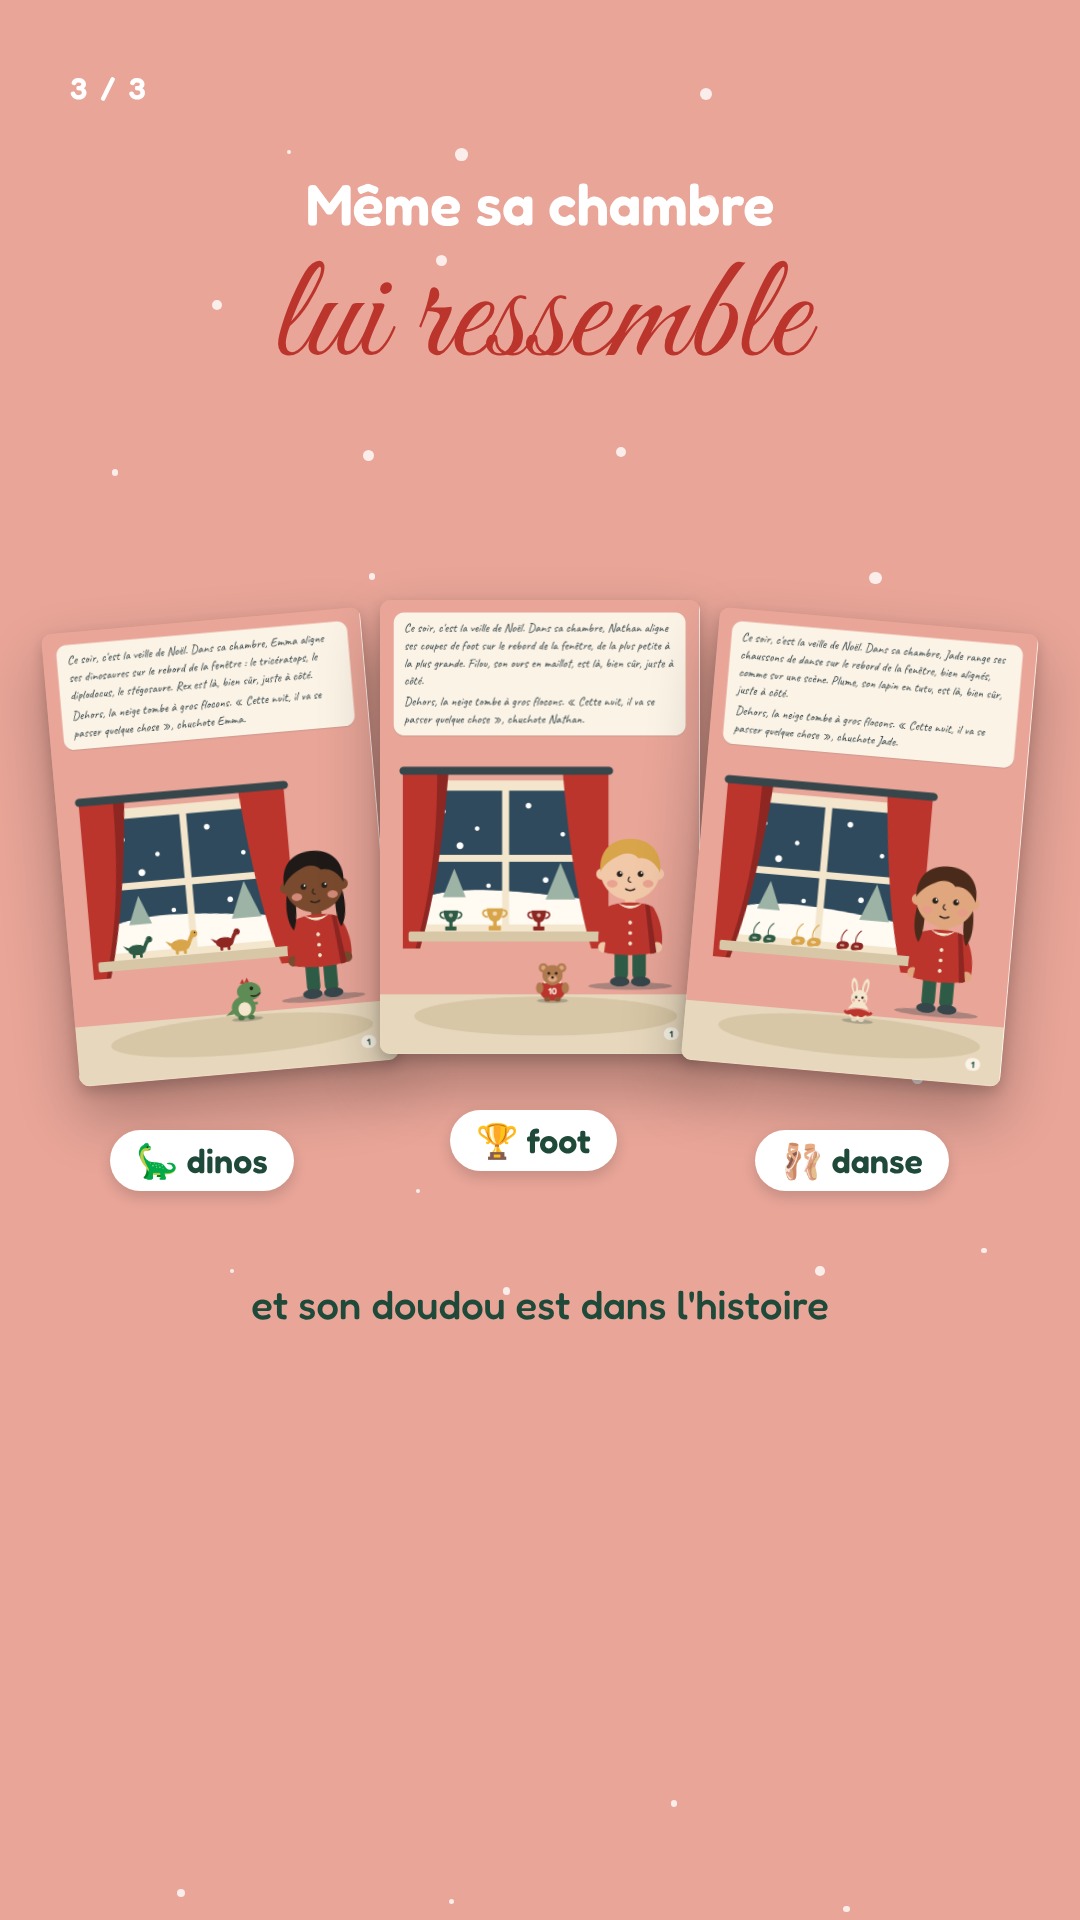 3 / 3
Même sa chambre
lui ressemble
Ce soir, c'est la veille de Noël. Dans sa chambre, Emma aligne
ses dinosaures sur le rebord de la fenêtre : le tricératops, le
diplodocus, le stégosaure. Rex est là, bien sûr, juste à côté.
Dehors, la neige tombe à gros flocons. « Cette nuit, il va se
passer quelque chose », chuchote Emma.
1
Ce soir, c'est la veille de Noël. Dans sa chambre, Nathan aligne
ses coupes de foot sur le rebord de la fenêtre, de la plus petite à
la plus grande. Filou, son ours en maillot, est là, bien sûr, juste à
côté.
Dehors, la neige tombe à gros flocons. « Cette nuit, il va se
passer quelque chose », chuchote Nathan.
10
1
Ce soir, c'est la veille de Noël. Dans sa chambre, Jade range ses
chaussons de danse sur le rebord de la fenêtre, bien alignés,
comme sur une scène. Plume, son lapin en tutu, est là, bien sûr,
juste à côté.
Dehors, la neige tombe à gros flocons. « Cette nuit, il va se
passer quelque chose », chuchote Jade.
1
dinos
foot
danse
et son doudou est dans l'histoire